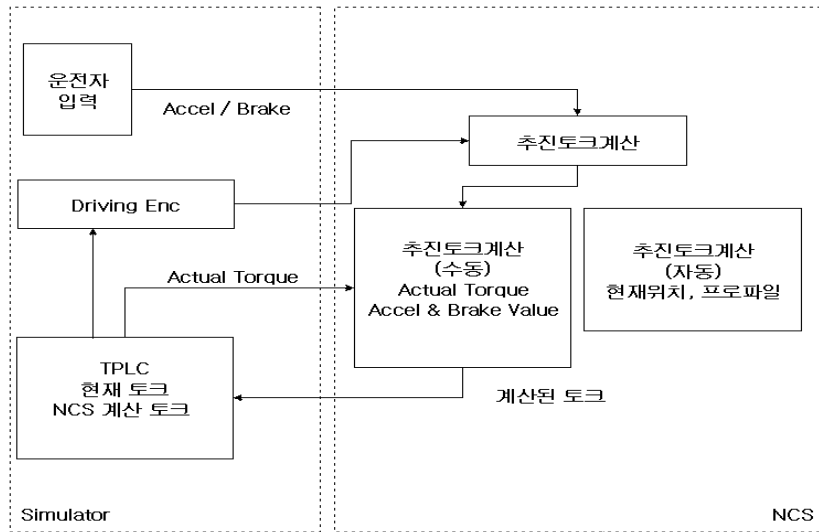 운전자
입력
Accel / Brake
추진토크계산
Driving Enc
추진토크계산
(수동)
Actual Torque
Accel & Brake Value
추진토크계산
(자동)
현재위치, 프로파일
Actual Torque
TPLC
현재 토크
NCS 계산 토크
계산된 토크
Simulator
NCS